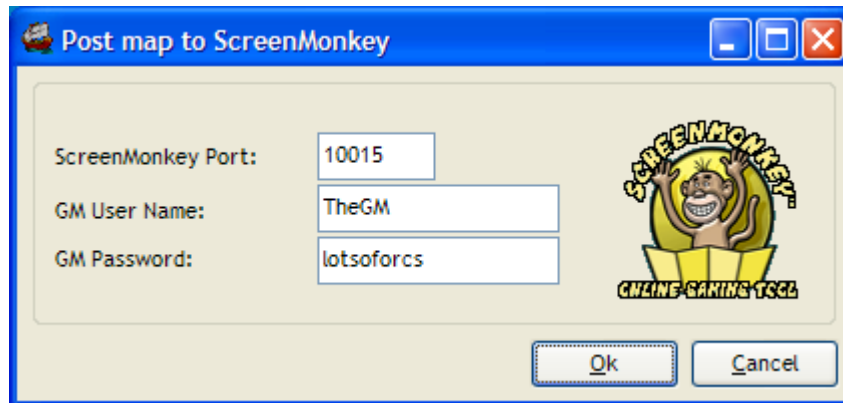 Post map to ScreenMonkey
ScreenMonkey Port:
10015
GM User Name:
TheGM
GM Password:
lotsoforcs
SCREENMONKEY™
ONLINE GAMING TOOL
Ok
Cancel